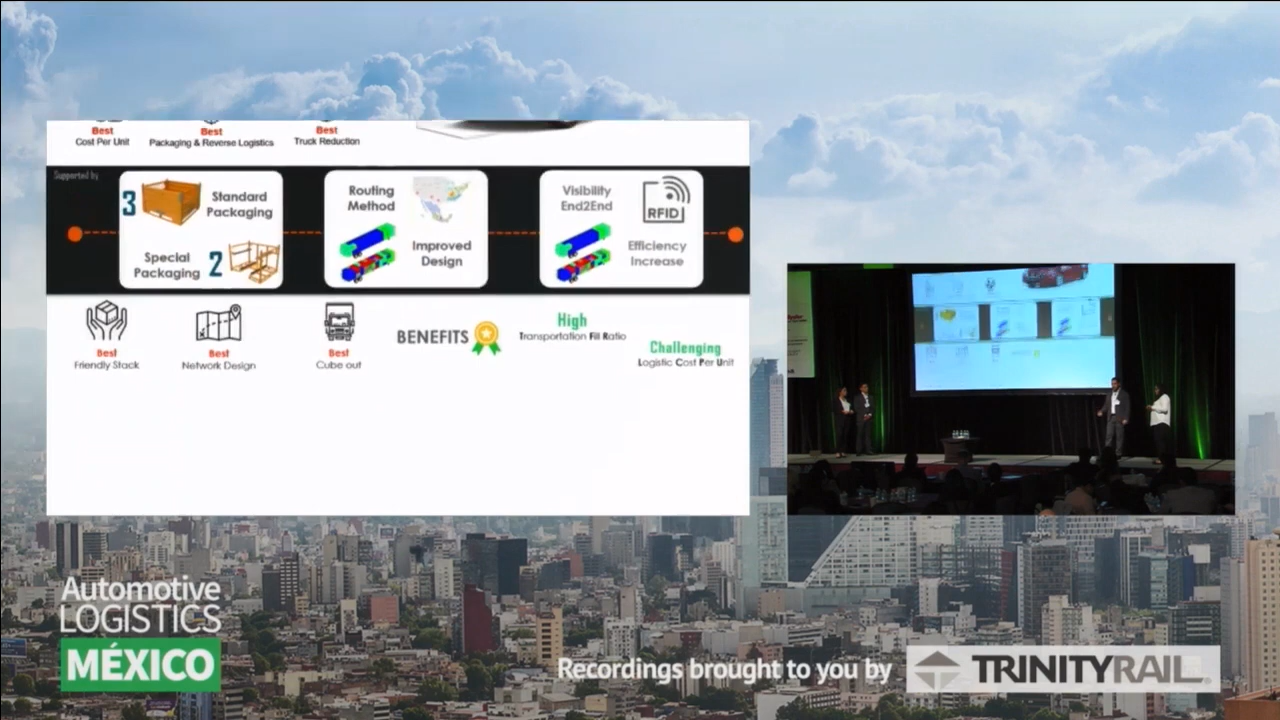 Best
Cost Per Unit
Best
Packaging & Reverse Logistics
Best
Truck Reduction
Supported by
3
Standard
Packaging
Special
Packaging
2
Routing
Method
Improved
Design
Visibility
End2End
RFID
Efficiency
Increase
Best
Friendly Stack
Best
Network Design
Best
Cube out
BENEFITS
High
Transportation Fil Ratio
Challenging
Logistic Cost Per Unit
Automotive
LOGISTICS
MÉXICO
Recordings brought to you by
TRINITYRAIL®